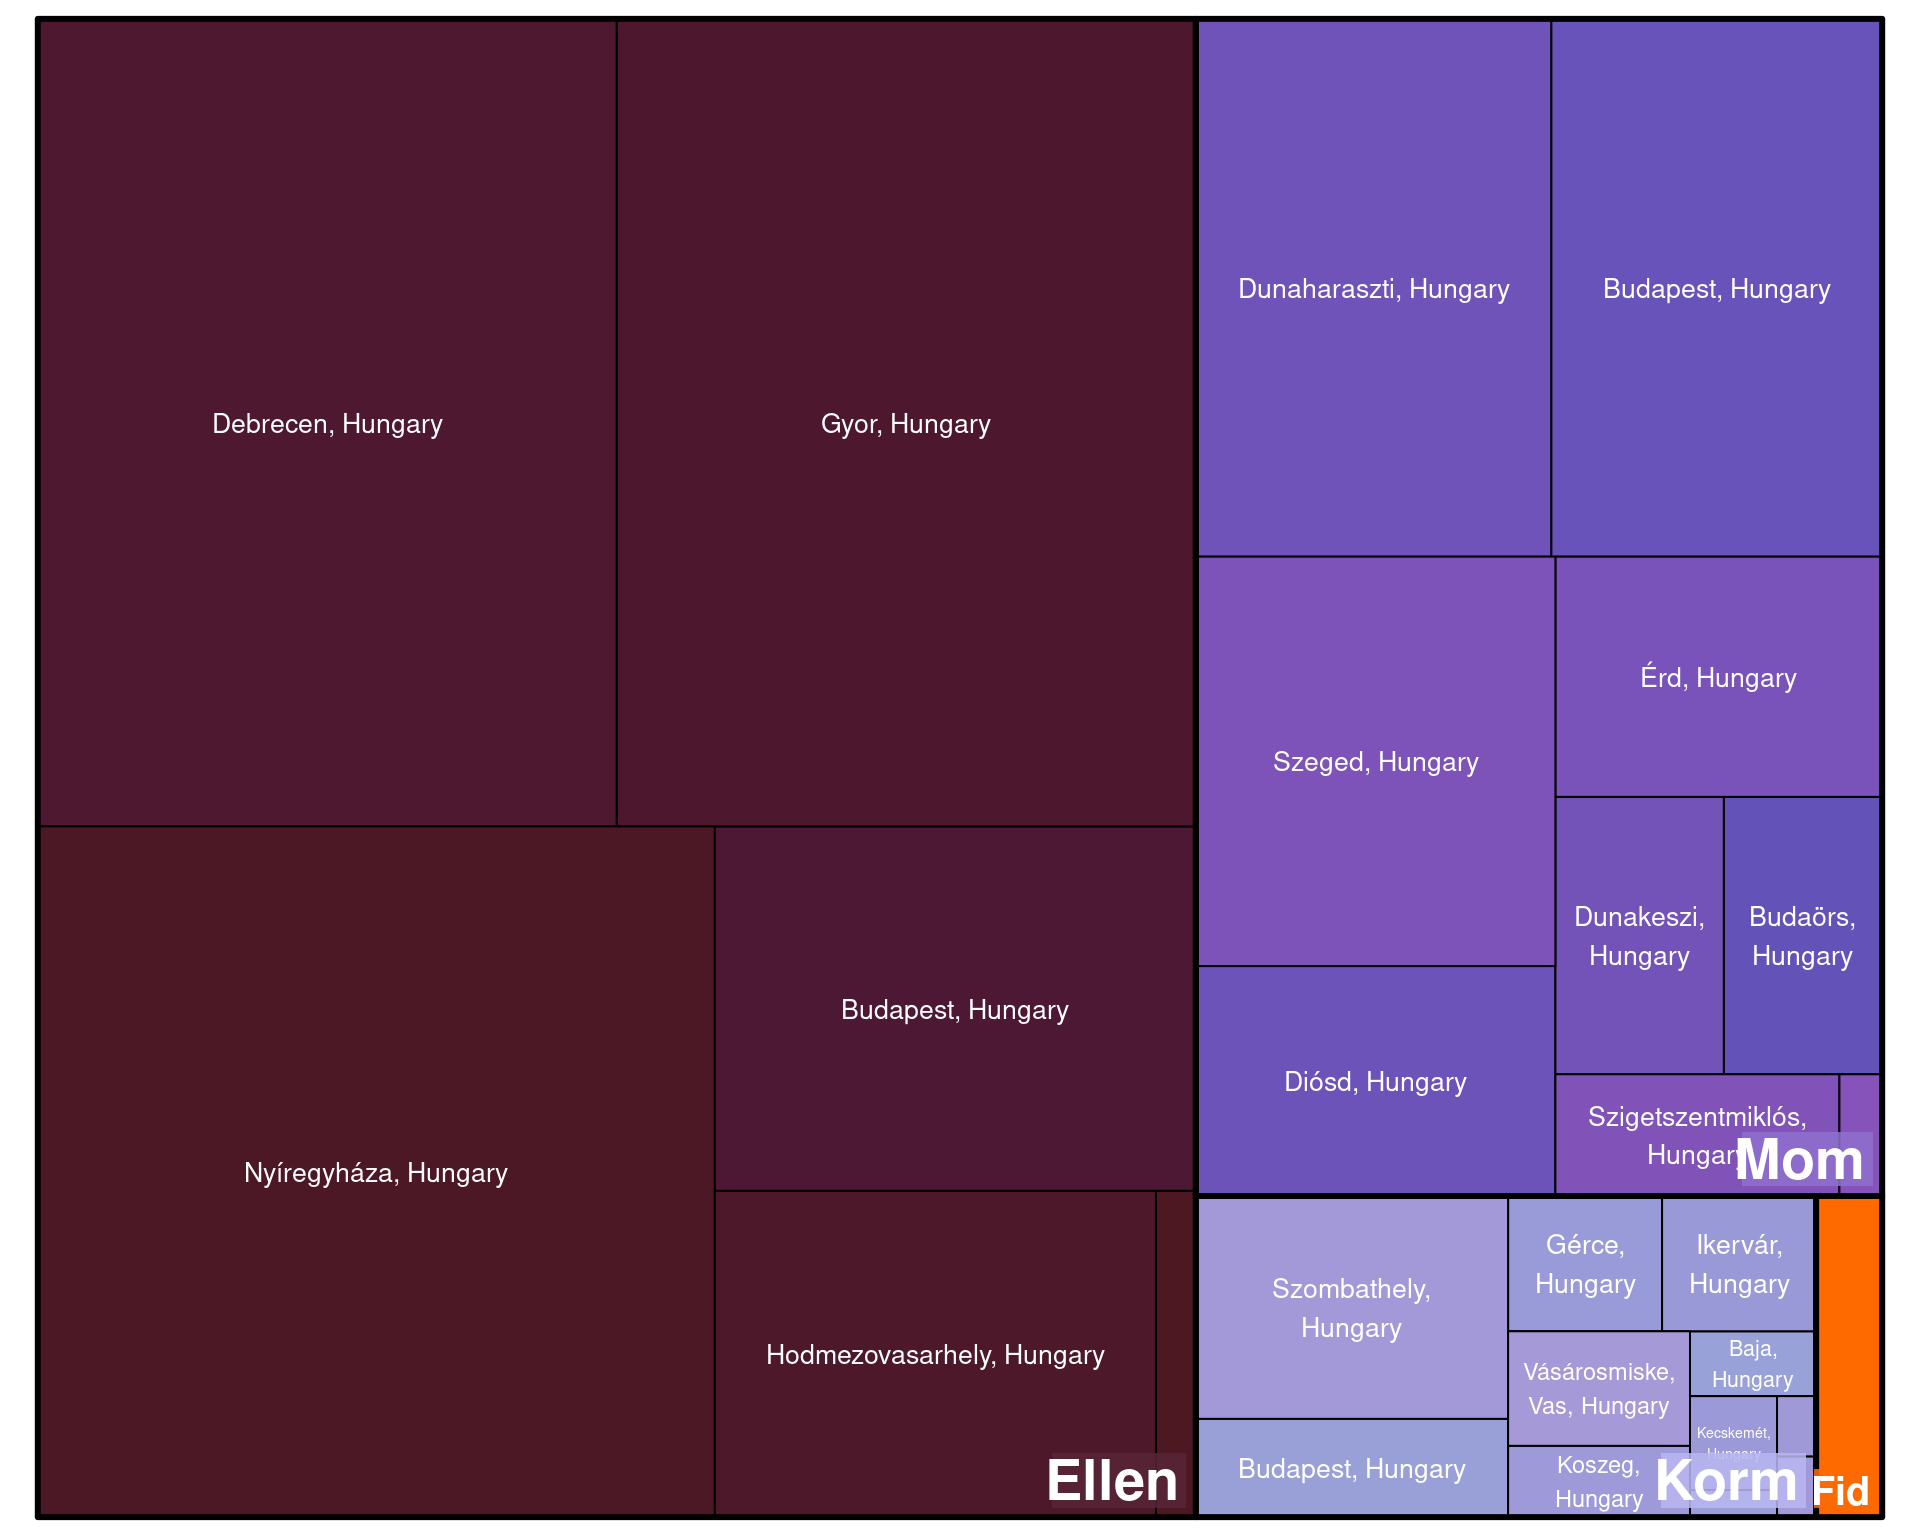 Debrecen, Hungary
Gyor, Hungary
Nyíregyháza, Hungary
Budapest, Hungary
Hodmezovasarhely, Hungary
Ellen
Dunaharaszti, Hungary
Budapest, Hungary
Szeged, Hungary
Érd, Hungary
Diósd, Hungary
Dunakeszi,
Hungary
Budaörs,
Hungary
Szigetszentmiklós,
Hungary
Mom
Szombathely,
Hungary
Budapest, Hungary
Gérce,
Hungary
Ikervár,
Hungary
Vásárosmiske,
Vas, Hungary
Baja,
Hungary
Kecskemét,
Hungary
Koszeg,
Hungary
Korm
Fid